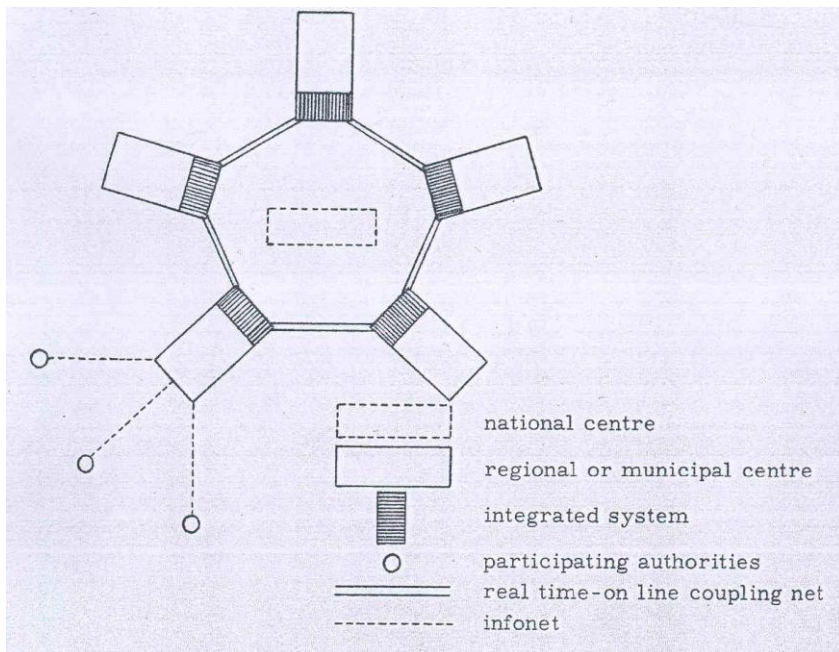 national centre
regional or municipal centre
integrated system
participating authorities
real time-on line coupling net
infonet